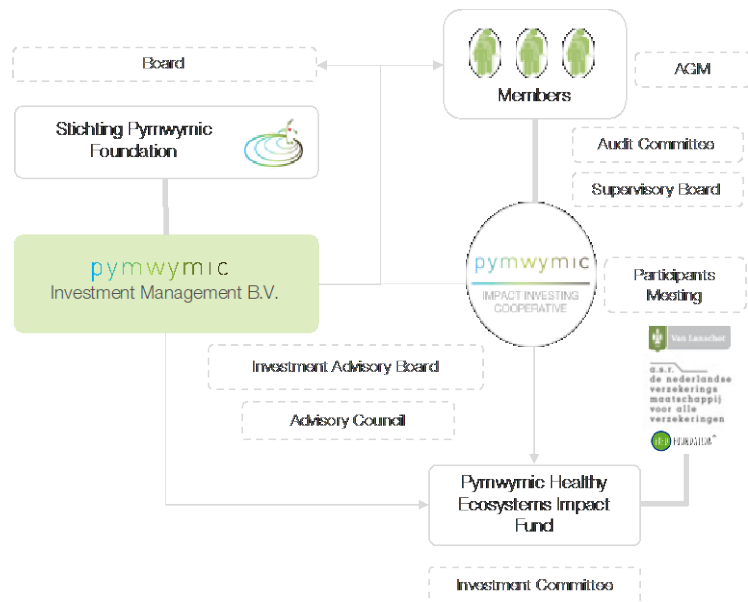 Board
Members
AGM
Stichting Pymwymic
Foundation
Audit Committee
Supervisory Board
pymwymic
Investment Management B.V.
pymwymic
IMPACT INVESTING
COOPERATIVE
Participants
Meeting
Van Lanschot
a.s.r.
de nederlandse
verzekerings
maatschappij
voor alle
verzekeringen
FOUNDATION
Investment Advisory Board
Advisory Council
Pymwymic Healthy
Ecosystems Impact
Fund
Investment Committee